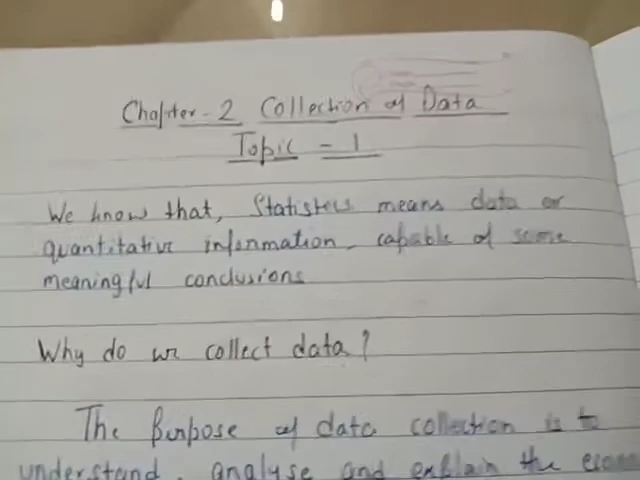 Chapter-2 Collection of Data
Topic - 1
We know that, Statistics means data or
quantitative information, capable of some
meaningful conclusions
Why do we collect data?
The Purpose of data collection is to
understand, analyse and explain the